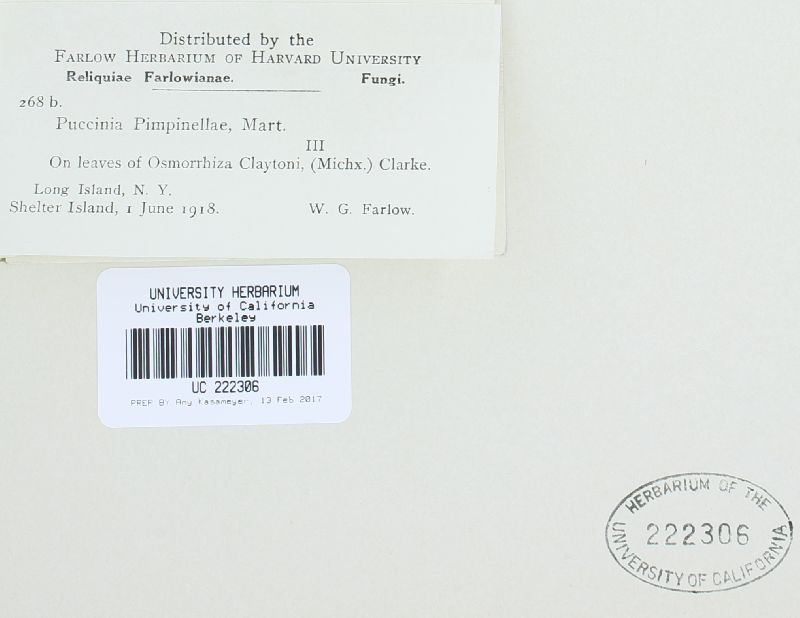 Distributed by the
FARLOW HERBARIUM OF HARVARD UNIVERSITY
Reliquiae Farlowianae. Fungi.
268 b.
Puccinia Pimpinellae, Mart.
III
On leaves of Osmorrhiza Claytoni, (Michx.) Clarke.
Long Island, N. Y.
Shelter Island, 1 June 1918. W. G. Farlow.
UNIVERSITY HERBARIUM
University of California
Berkeley
UC 222306
PREP BY Any Kasameyer, 13 Feb 2017
HERBARIUM OF THE
222306
UNIVERSITY OF CALIFORNIA